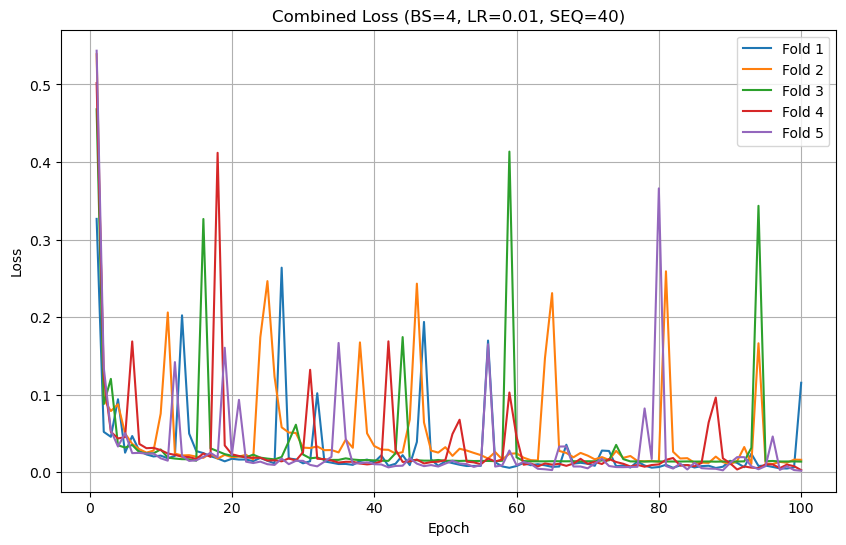 Combined Loss (BS=4, LR=0.01, SEQ=40)
Fold 1
Fold 2
Fold 3
Fold 4
Fold 5
Loss
0.5
0.4
0.3
0.2
0.1
0.0
0
20
40
60
80
100
Epoch